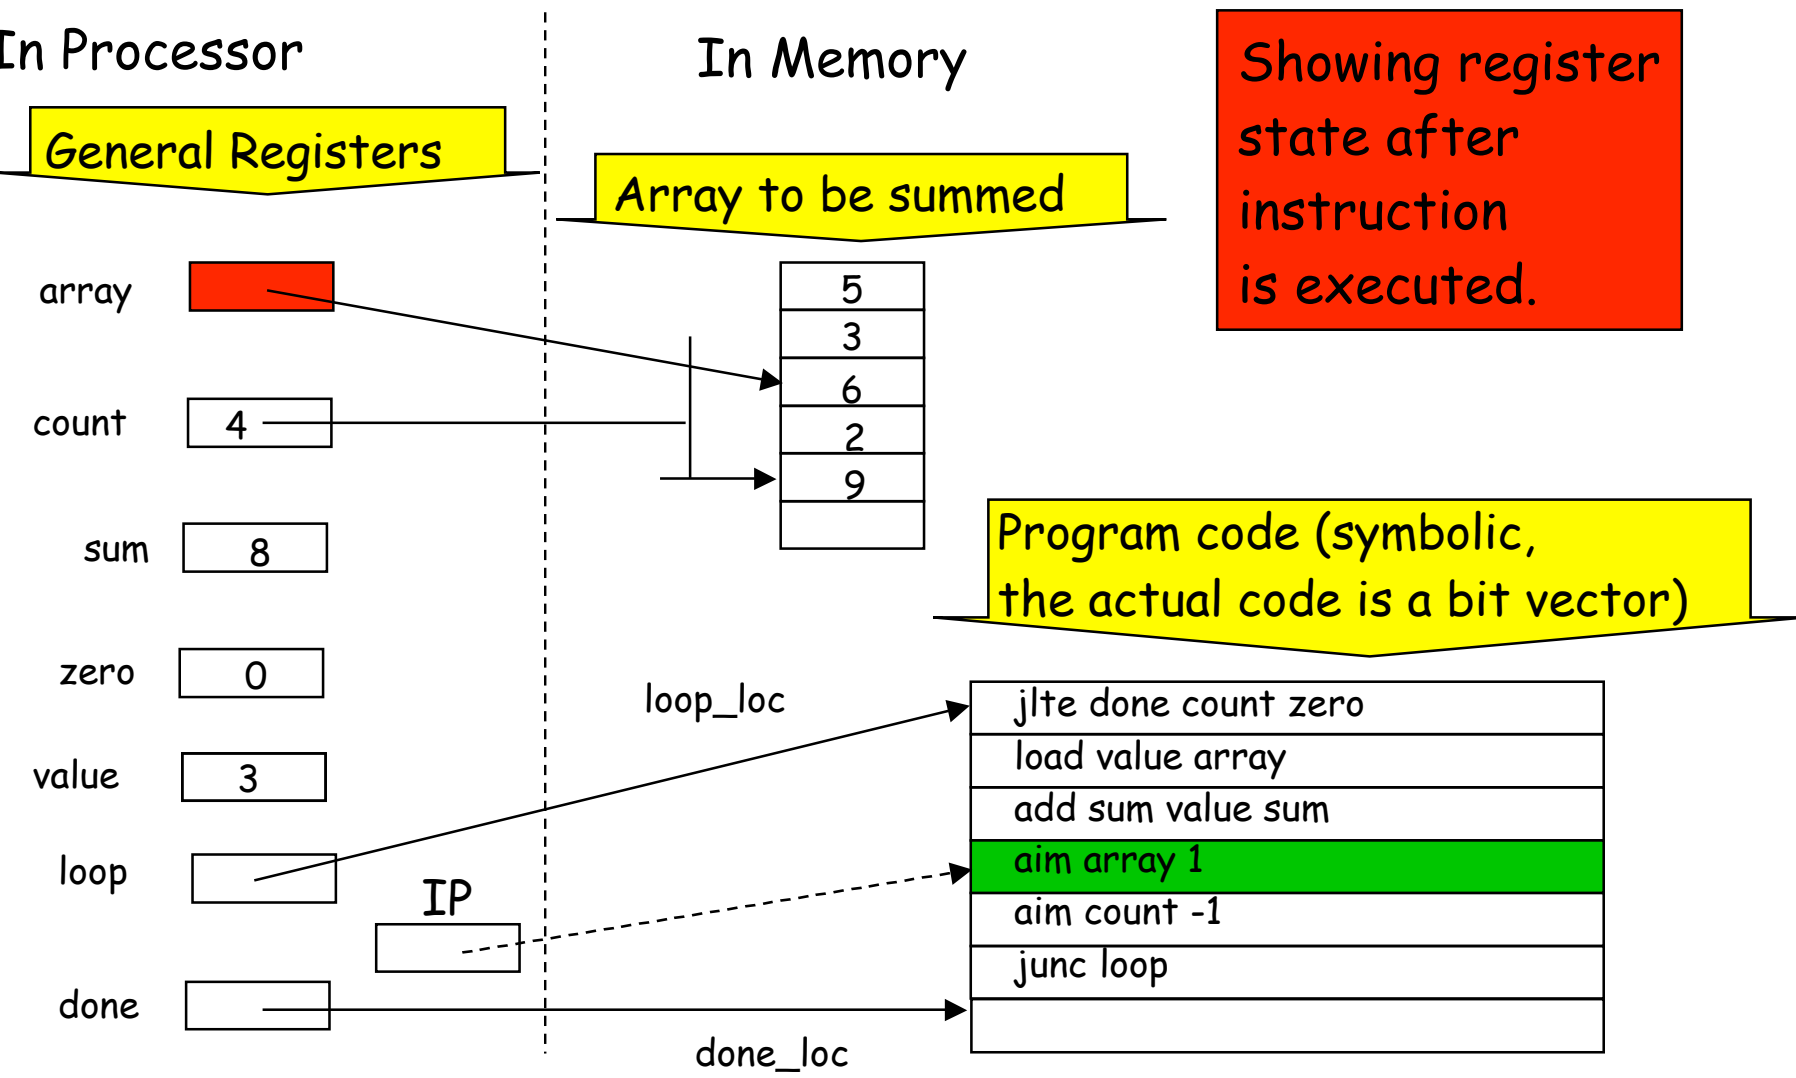 In Processor
In Memory
Showing register
state after
instruction
is executed.
General Registers
Array to be summed
array
count
4
sum
8
zero
0
value
3
loop
IP
done
5
3
6
2
9
Program code (symbolic,
the actual code is a bit vector)
loop_loc
done_loc
jlte done count zero
load value array
add sum value sum
aim array 1
aim count -1
junc loop